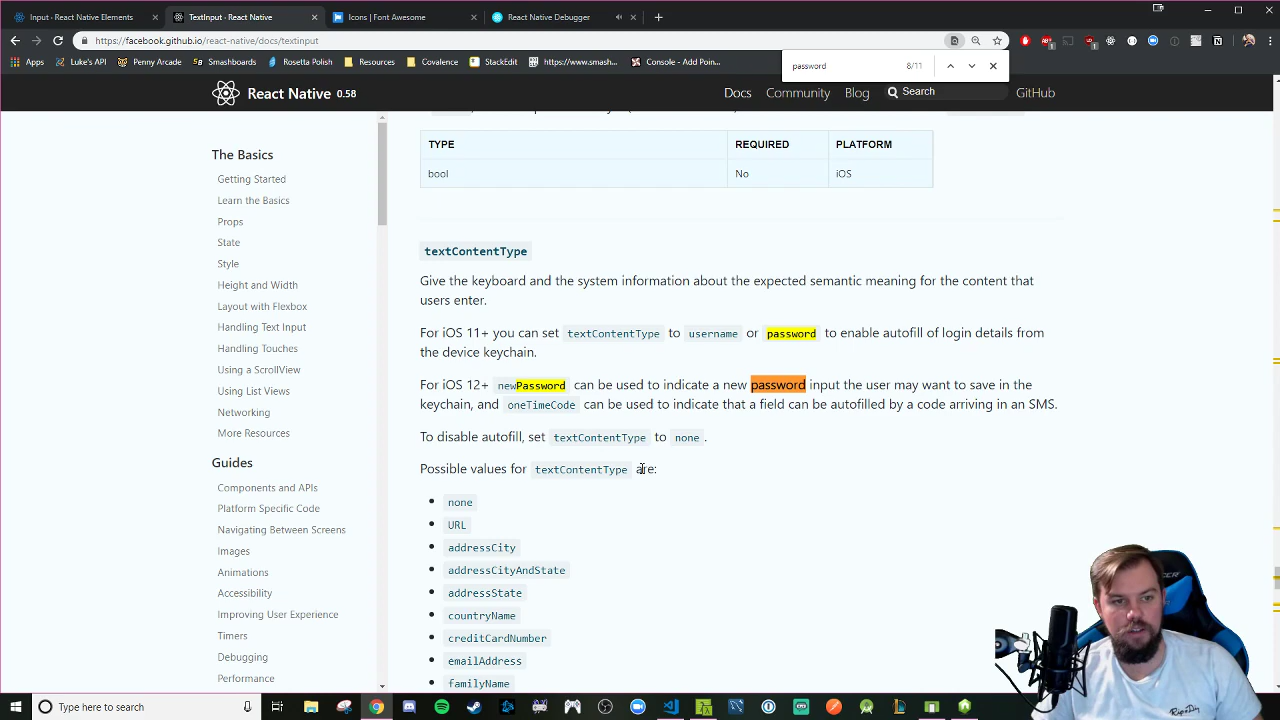 Input · React Native Elements
TextInput · React Native
Icons | Font Awesome
React Native Debugger
https://facebook.github.io/react-native/docs/textinput
Apps
Luke's API
Penny Arcade
Smashboards
Rosetta Polish
Resources
Covalence
StackEdit
https://www.smash...
Console - Add Poin...
password
8/11
React Native 0.58
Docs
Community
Blog
Search
GitHub
The Basics
Getting Started
Learn the Basics
Props
State
Style
Height and Width
Layout with Flexbox
Handling Text Input
Handling Touches
Using a ScrollView
Using List Views
Networking
More Resources
Guides
Components and APIs
Platform Specific Code
Navigating Between Screens
Images
Animations
Accessibility
Improving User Experience
Timers
Debugging
Performance
TYPE REQUIRED PLATFORM
bool No iOS
textContentType
Give the keyboard and the system information about the expected semantic meaning for the content that
users enter.
For iOS 11+ you can set textContentType to username or password to enable autofill of login details from
the device keychain.
For iOS 12+ newPassword can be used to indicate a new password input the user may want to save in the
keychain, and oneTimeCode can be used to indicate that a field can be autofilled by a code arriving in an SMS.
To disable autofill, set textContentType to none.
Possible values for textContentType are:
none
URL
addressCity
addressCityAndState
addressState
countryName
creditCardNumber
emailAddress
familyName
Type here to search